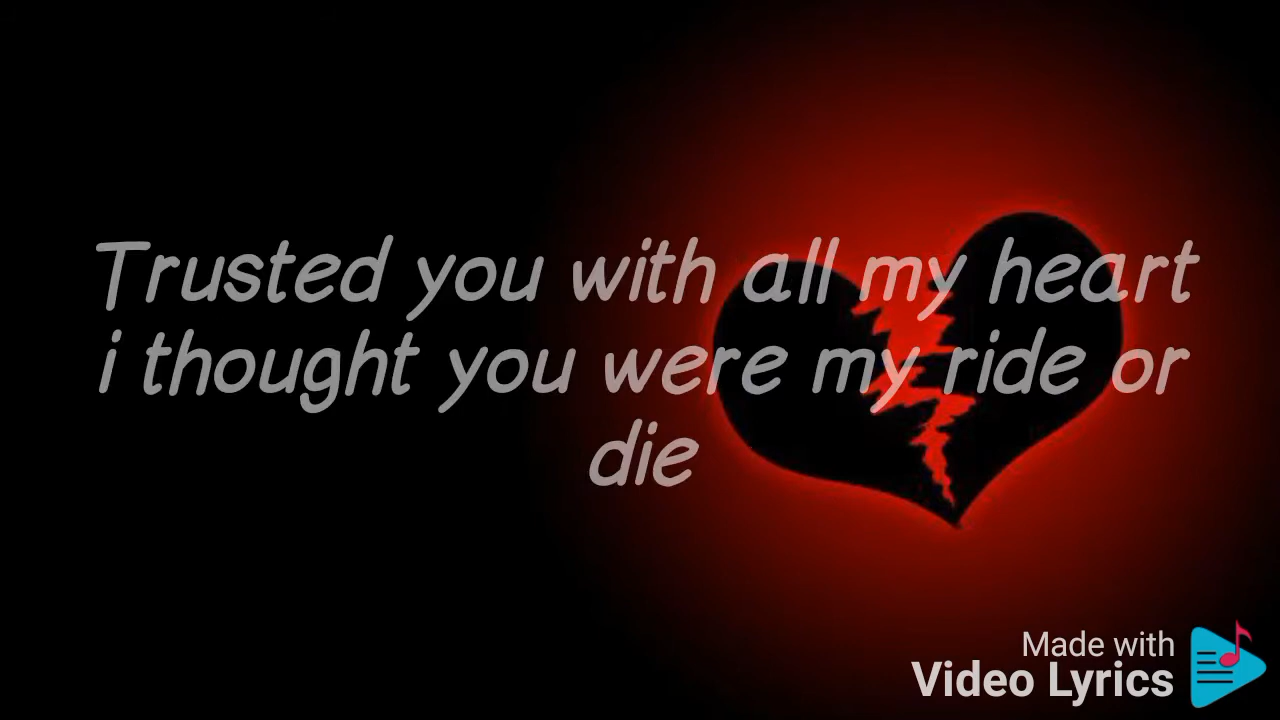 Trusted you with all my heart
i thought you were my ride or
die
Made with
Video Lyrics